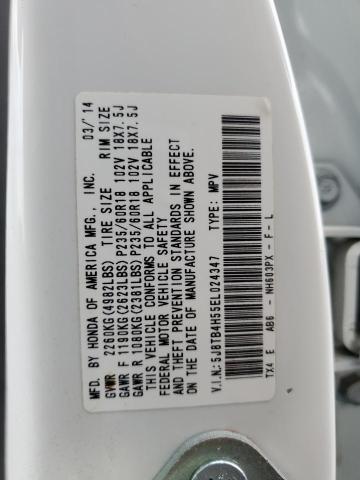 MFD. BY HONDA OF AMERICA MFG., INC. 03/'14
GVWR 2260KG(4982LBS) TIRE SIZE RIM SIZE
GAWR F 1190KG(2623LBS) P235/60R18 102V 18X7.5J
GAWR R 1080KG(2381LBS) P235/60R18 102V 18X7.5J
THIS VEHICLE CONFORMS TO ALL APPLICABLE
FEDERAL MOTOR VEHICLE SAFETY
& THEFT PREVENTION STANDARDS IN EFFECT
ON THE DATE OF MANUFACTURE SHOWN ABOVE.
V.I.N.:5J8TB4H55EL024347 TYPE: MPV
TX4 E AB6 - NH603PX - F - L